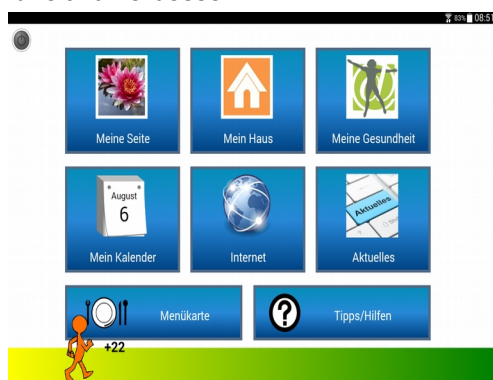 83% 08:51
Meine Seite
Mein Haus
Meine Gesundheit
August
6
Aktuelles
Mein Kalender
Internet
Aktuelles
Menükarte
Tipps/Hilfen
?
+22